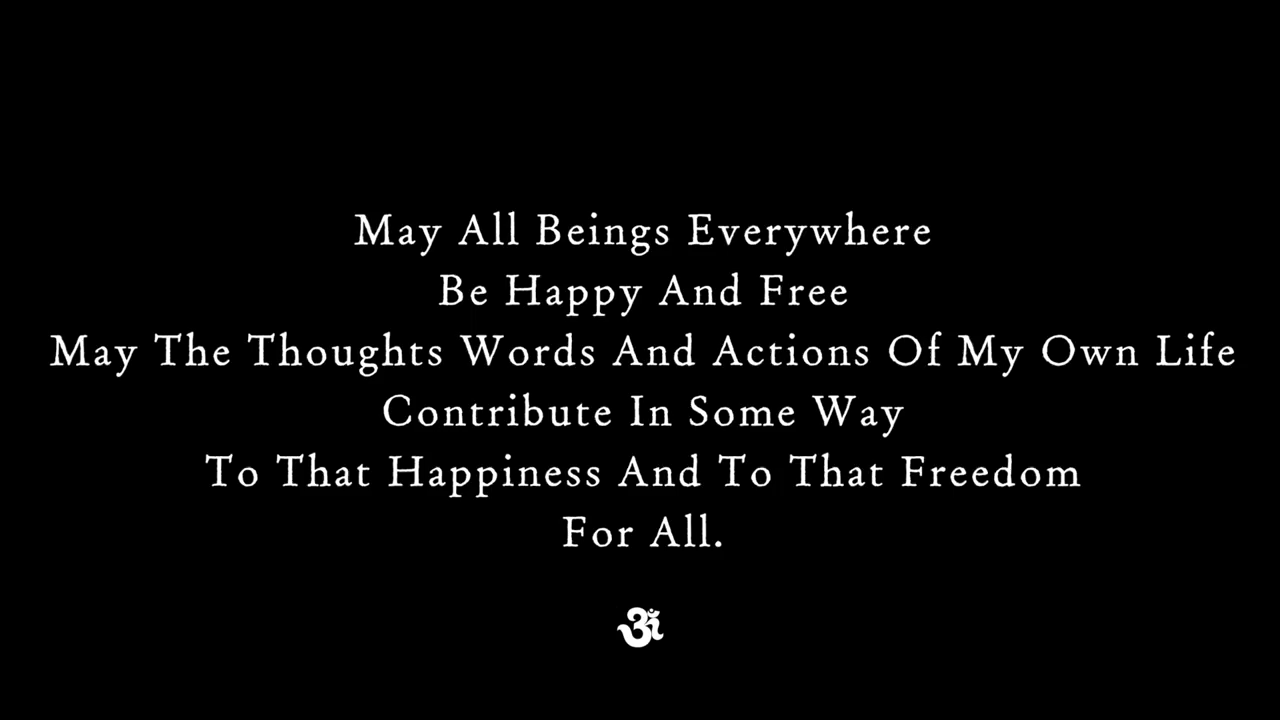 May All Beings Everywhere
Be Happy And Free
May The Thoughts Words And Actions Of My Own Life
Contribute In Some Way
To That Happiness And To That Freedom
For All.
ॐ